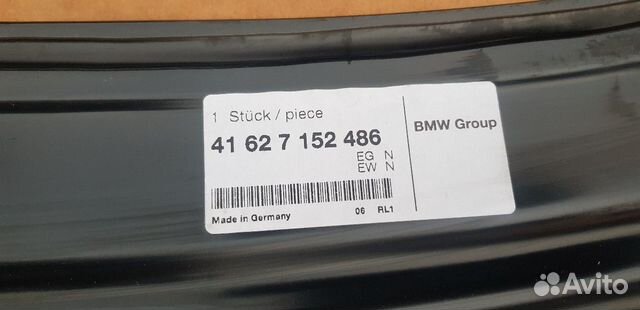 1 Stück / piece
41 62 7 152 486
EG N
EW N
BMW Group
Made in Germany
06 RL1
Avito